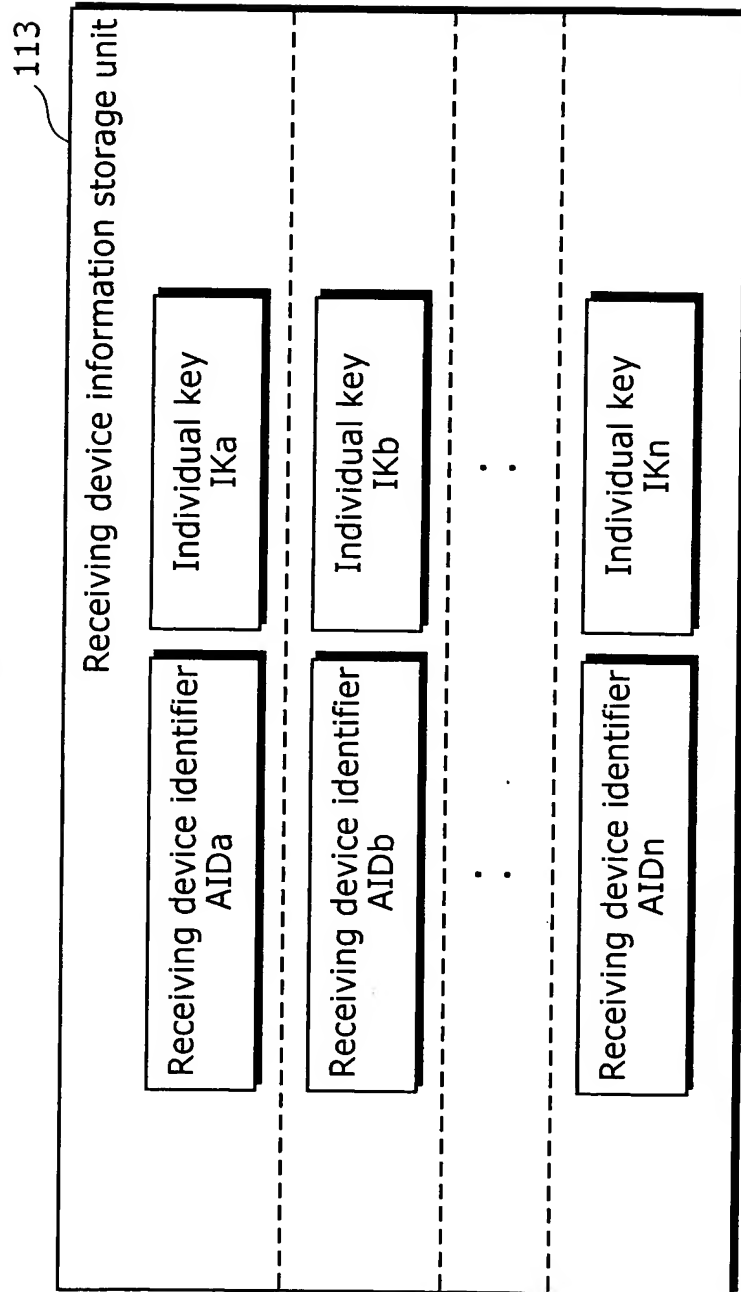 113
Receiving device information storage unit
Receiving device identifier
AIDa
Individual key
IKa
Receiving device identifier
AIDb
Individual key
IKb
Receiving device identifier
AIDn
Individual key
IKn